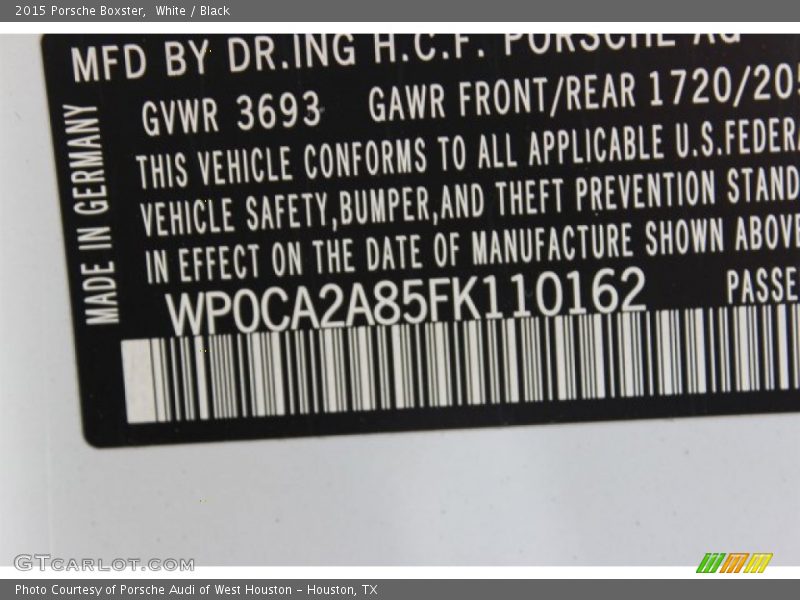 2015 Porsche Boxster,  White / Black
MFD BY DR.ING H.C.F. PORSCHE AG
GVWR 3693  GAWR FRONT/REAR 1720/205
THIS VEHICLE CONFORMS TO ALL APPLICABLE U.S.FEDERA
VEHICLE SAFETY,BUMPER,AND THEFT PREVENTION STAND
IN EFFECT ON THE DATE OF MANUFACTURE SHOWN ABOVE
WP0CA2A85FK110162
PASSE
MADE IN GERMANY
GTCARLOT.COM
Photo Courtesy of Porsche Audi of West Houston - Houston, TX